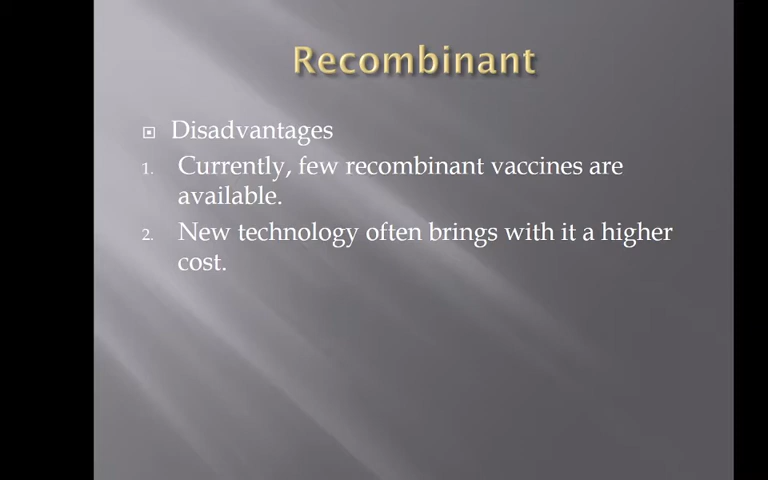 Recombinant
Disadvantages
1. Currently, few recombinant vaccines are
available.
2. New technology often brings with it a higher
cost.